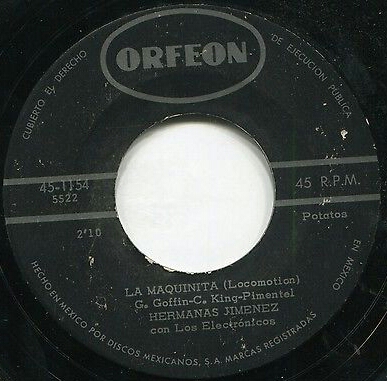 ORFEON
CUBIERTO EL DERECHO
DE EJECUCION PUBLICA
45-1154
5522
45 R.P.M.
Potatos
2'10
LA MAQUINITA (Locomotion)
G. Goffin-C. King-Pimentel
HERMANAS JIMENEZ
con Los Electrónicos
HECHO EN MEXICO POR DISCOS MEXICANOS, S.A. MARCAS REGISTRADAS
EN MEXICO